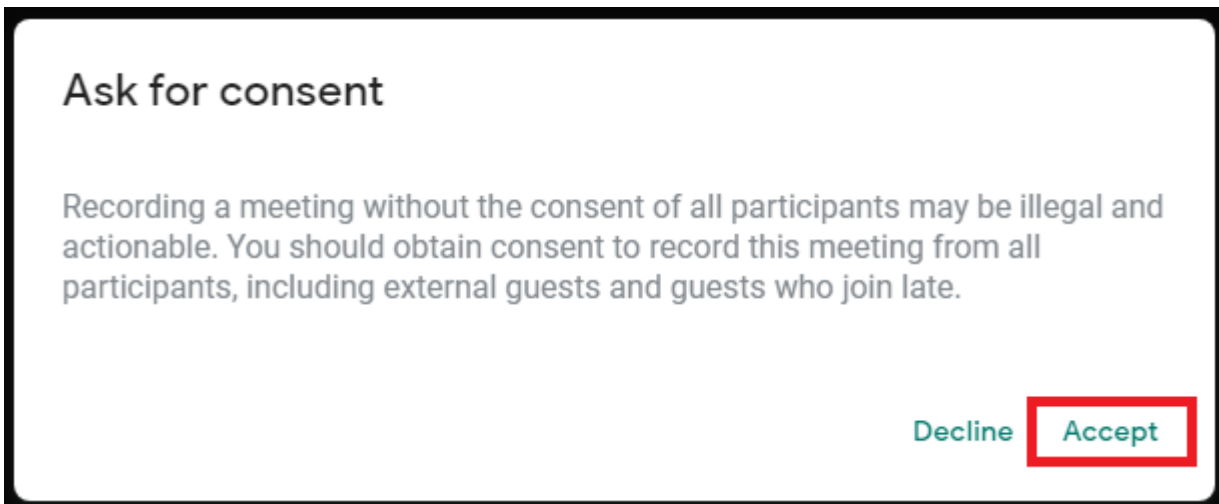 Ask for consent
Recording a meeting without the consent of all participants may be illegal and
actionable. You should obtain consent to record this meeting from all
participants, including external guests and guests who join late.
Decline Accept